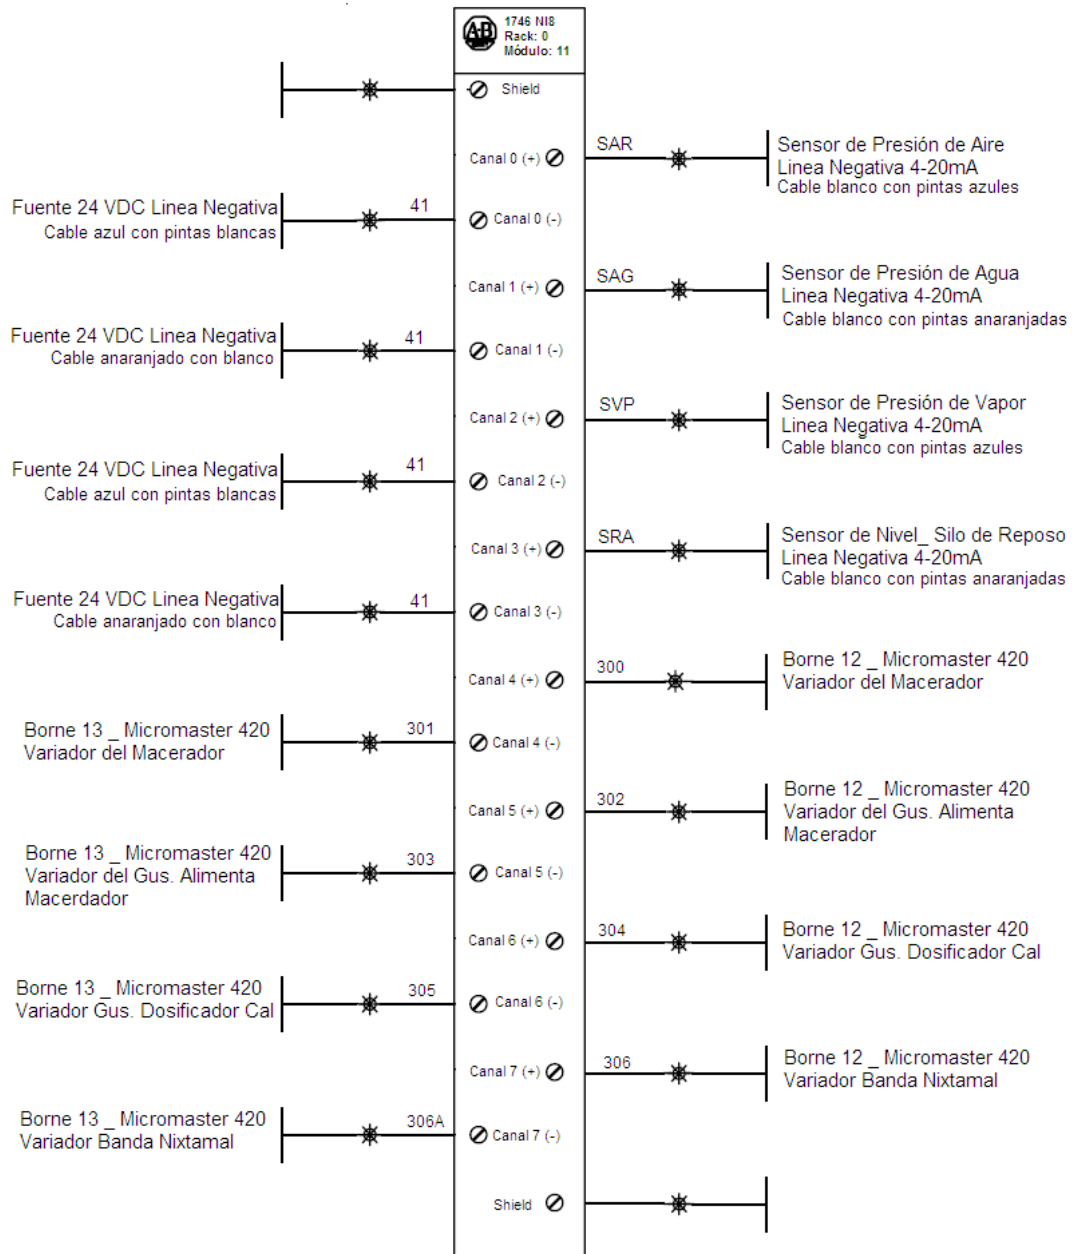 AB
1746 NI8
Rack: 0
Módulo: 11
Shield
Canal 0 (+)
SAR
Sensor de Presión de Aire
Linea Negativa 4-20mA
Cable blanco con pintas azules
Fuente 24 VDC Linea Negativa
Cable azul con pintas blancas
41
Canal 0 (-)
Canal 1 (+)
SAG
Sensor de Presión de Agua
Linea Negativa 4-20mA
Cable blanco con pintas anaranjadas
Fuente 24 VDC Linea Negativa
Cable anaranjado con blanco
41
Canal 1 (-)
Canal 2 (+)
SVP
Sensor de Presión de Vapor
Linea Negativa 4-20mA
Cable blanco con pintas azules
Fuente 24 VDC Linea Negativa
Cable azul con pintas blancas
41
Canal 2 (-)
Canal 3 (+)
SRA
Sensor de Nivel_ Silo de Reposo
Linea Negativa 4-20mA
Cable blanco con pintas anaranjadas
Fuente 24 VDC Linea Negativa
Cable anaranjado con blanco
41
Canal 3 (-)
Canal 4 (+)
300
Borne 12 _ Micromaster 420
Variador del Macerador
Borne 13 _ Micromaster 420
Variador del Macerador
301
Canal 4 (-)
Canal 5 (+)
302
Borne 12 _ Micromaster 420
Variador del Gus. Alimenta
Macerador
Borne 13 _ Micromaster 420
Variador del Gus. Alimenta
Macerdador
303
Canal 5 (-)
Canal 6 (+)
304
Borne 12 _ Micromaster 420
Variador Gus. Dosificador Cal
Borne 13 _ Micromaster 420
Variador Gus. Dosificador Cal
305
Canal 6 (-)
Canal 7 (+)
306
Borne 12 _ Micromaster 420
Variador Banda Nixtamal
Borne 13 _ Micromaster 420
Variador Banda Nixtamal
306A
Canal 7 (-)
Shield